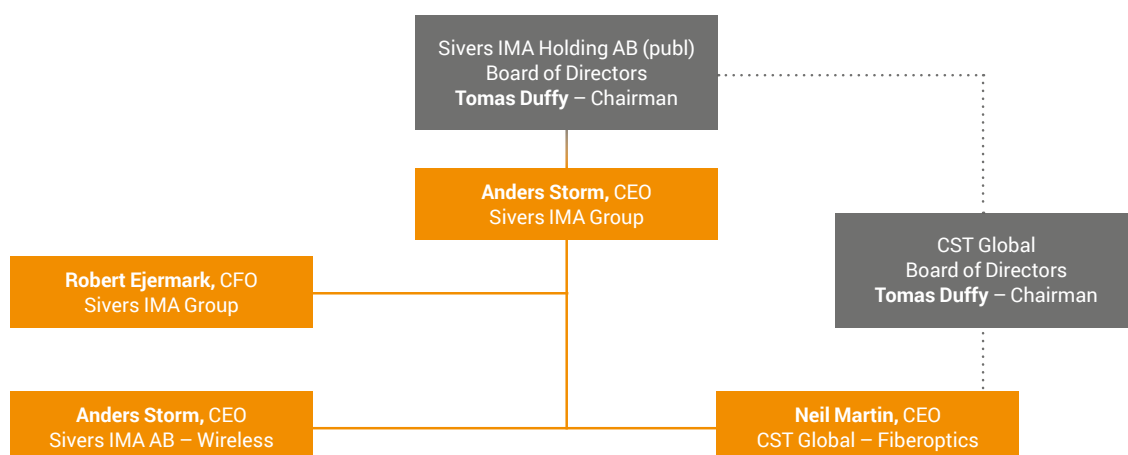 Sivers IMA Holding AB (publ)
Board of Directors
Tomas Duffy – Chairman
Anders Storm, CEO
Sivers IMA Group
CST Global
Board of Directors
Tomas Duffy – Chairman
Robert Ejermark, CFO
Sivers IMA Group
Anders Storm, CEO
Sivers IMA AB – Wireless
Neil Martin, CEO
CST Global – Fiberoptics